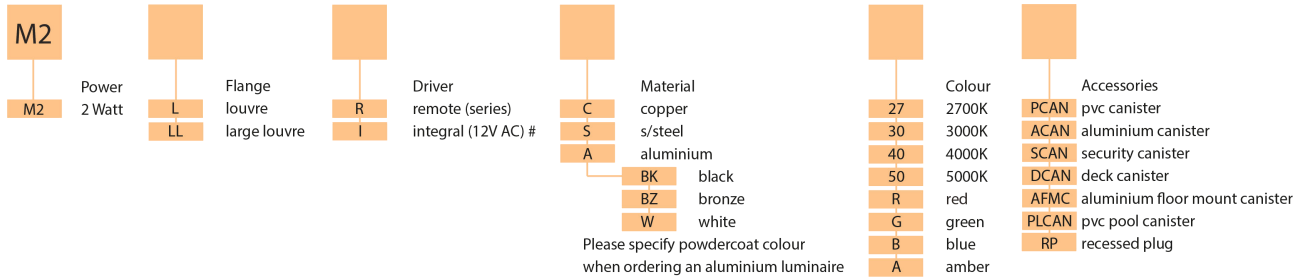 M2
Power
M2 2 Watt
Flange
L louvre
LL large louvre
Driver
R remote (series)
I integral (12V AC) #
Material
C copper
S s/steel
A aluminium
BK black
BZ bronze
W white
Please specify powdercoat colour
when ordering an aluminium luminaire
Colour
27 2700K
30 3000K
40 4000K
50 5000K
R red
G green
B blue
A amber
Accessories
PCAN pvc canister
ACAN aluminium canister
SCAN security canister
DCAN deck canister
AFMC aluminium floor mount canister
PLCAN pvc pool canister
RP recessed plug